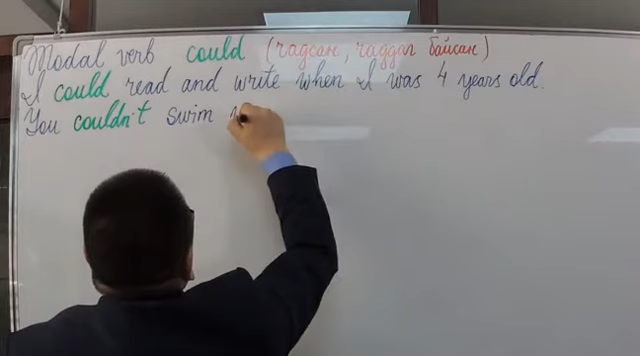 Modal verb could (чадсан, чаддаг байсан)
I could read and write when I was 4 years old.
You couldn't swim